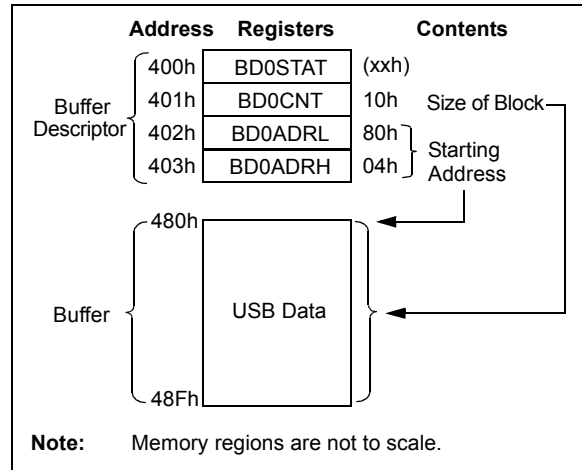 Address Registers Contents
400h BD0STAT (xxh)
401h BD0CNT 10h Size of Block
Buffer
Descriptor
402h BD0ADRL 80h
403h BD0ADRH 04h
Starting
Address
480h
Buffer
USB Data
48Fh
Note: Memory regions are not to scale.